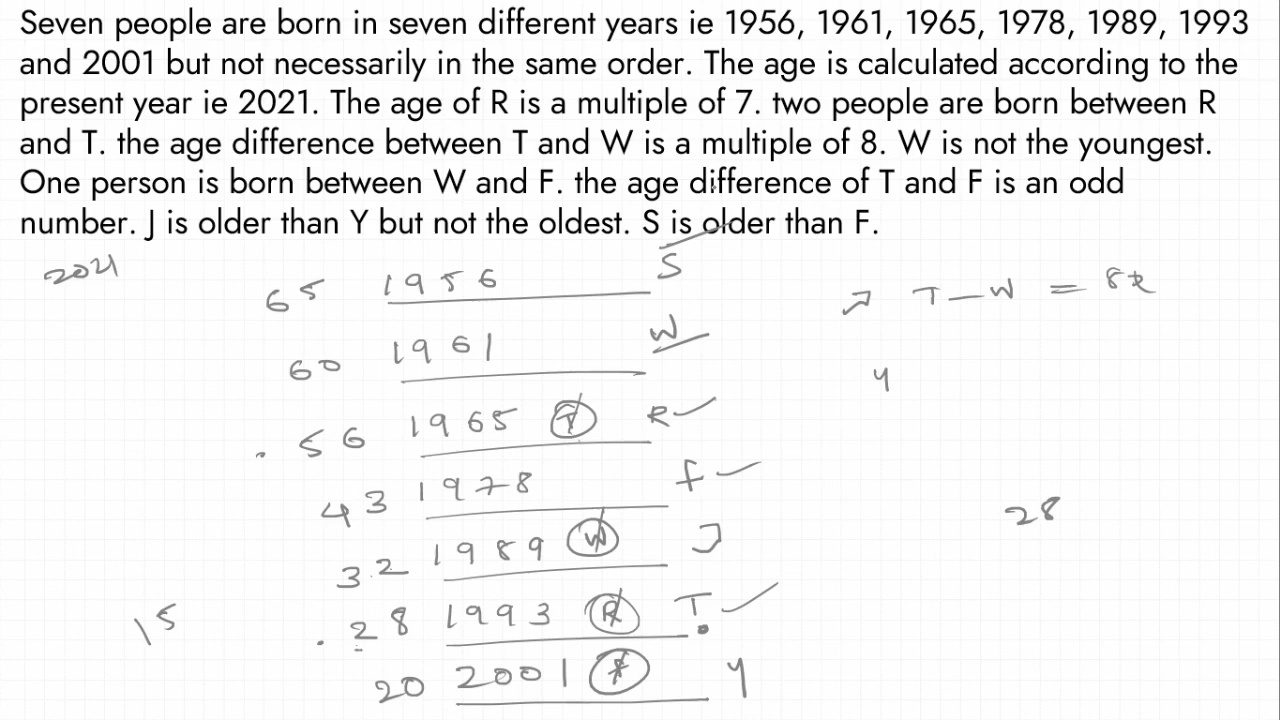 Seven people are born in seven different years ie 1956, 1961, 1965, 1978, 1989, 1993
and 2001 but not necessarily in the same order. The age is calculated according to the
present year ie 2021. The age of R is a multiple of 7. two people are born between R
and T. the age difference between T and W is a multiple of 8. W is not the youngest.
One person is born between W and F. the age difference of T and F is an odd
number. J is older than Y but not the oldest. S is older than F.
2021
65 1956 S
T - W = 8x
60 1961 W
4
. 56 1965 T R ✓
43 1978 F ✓
28
32 1989 W J
15
. 28 1993 R T ✓
20 2001 F Y